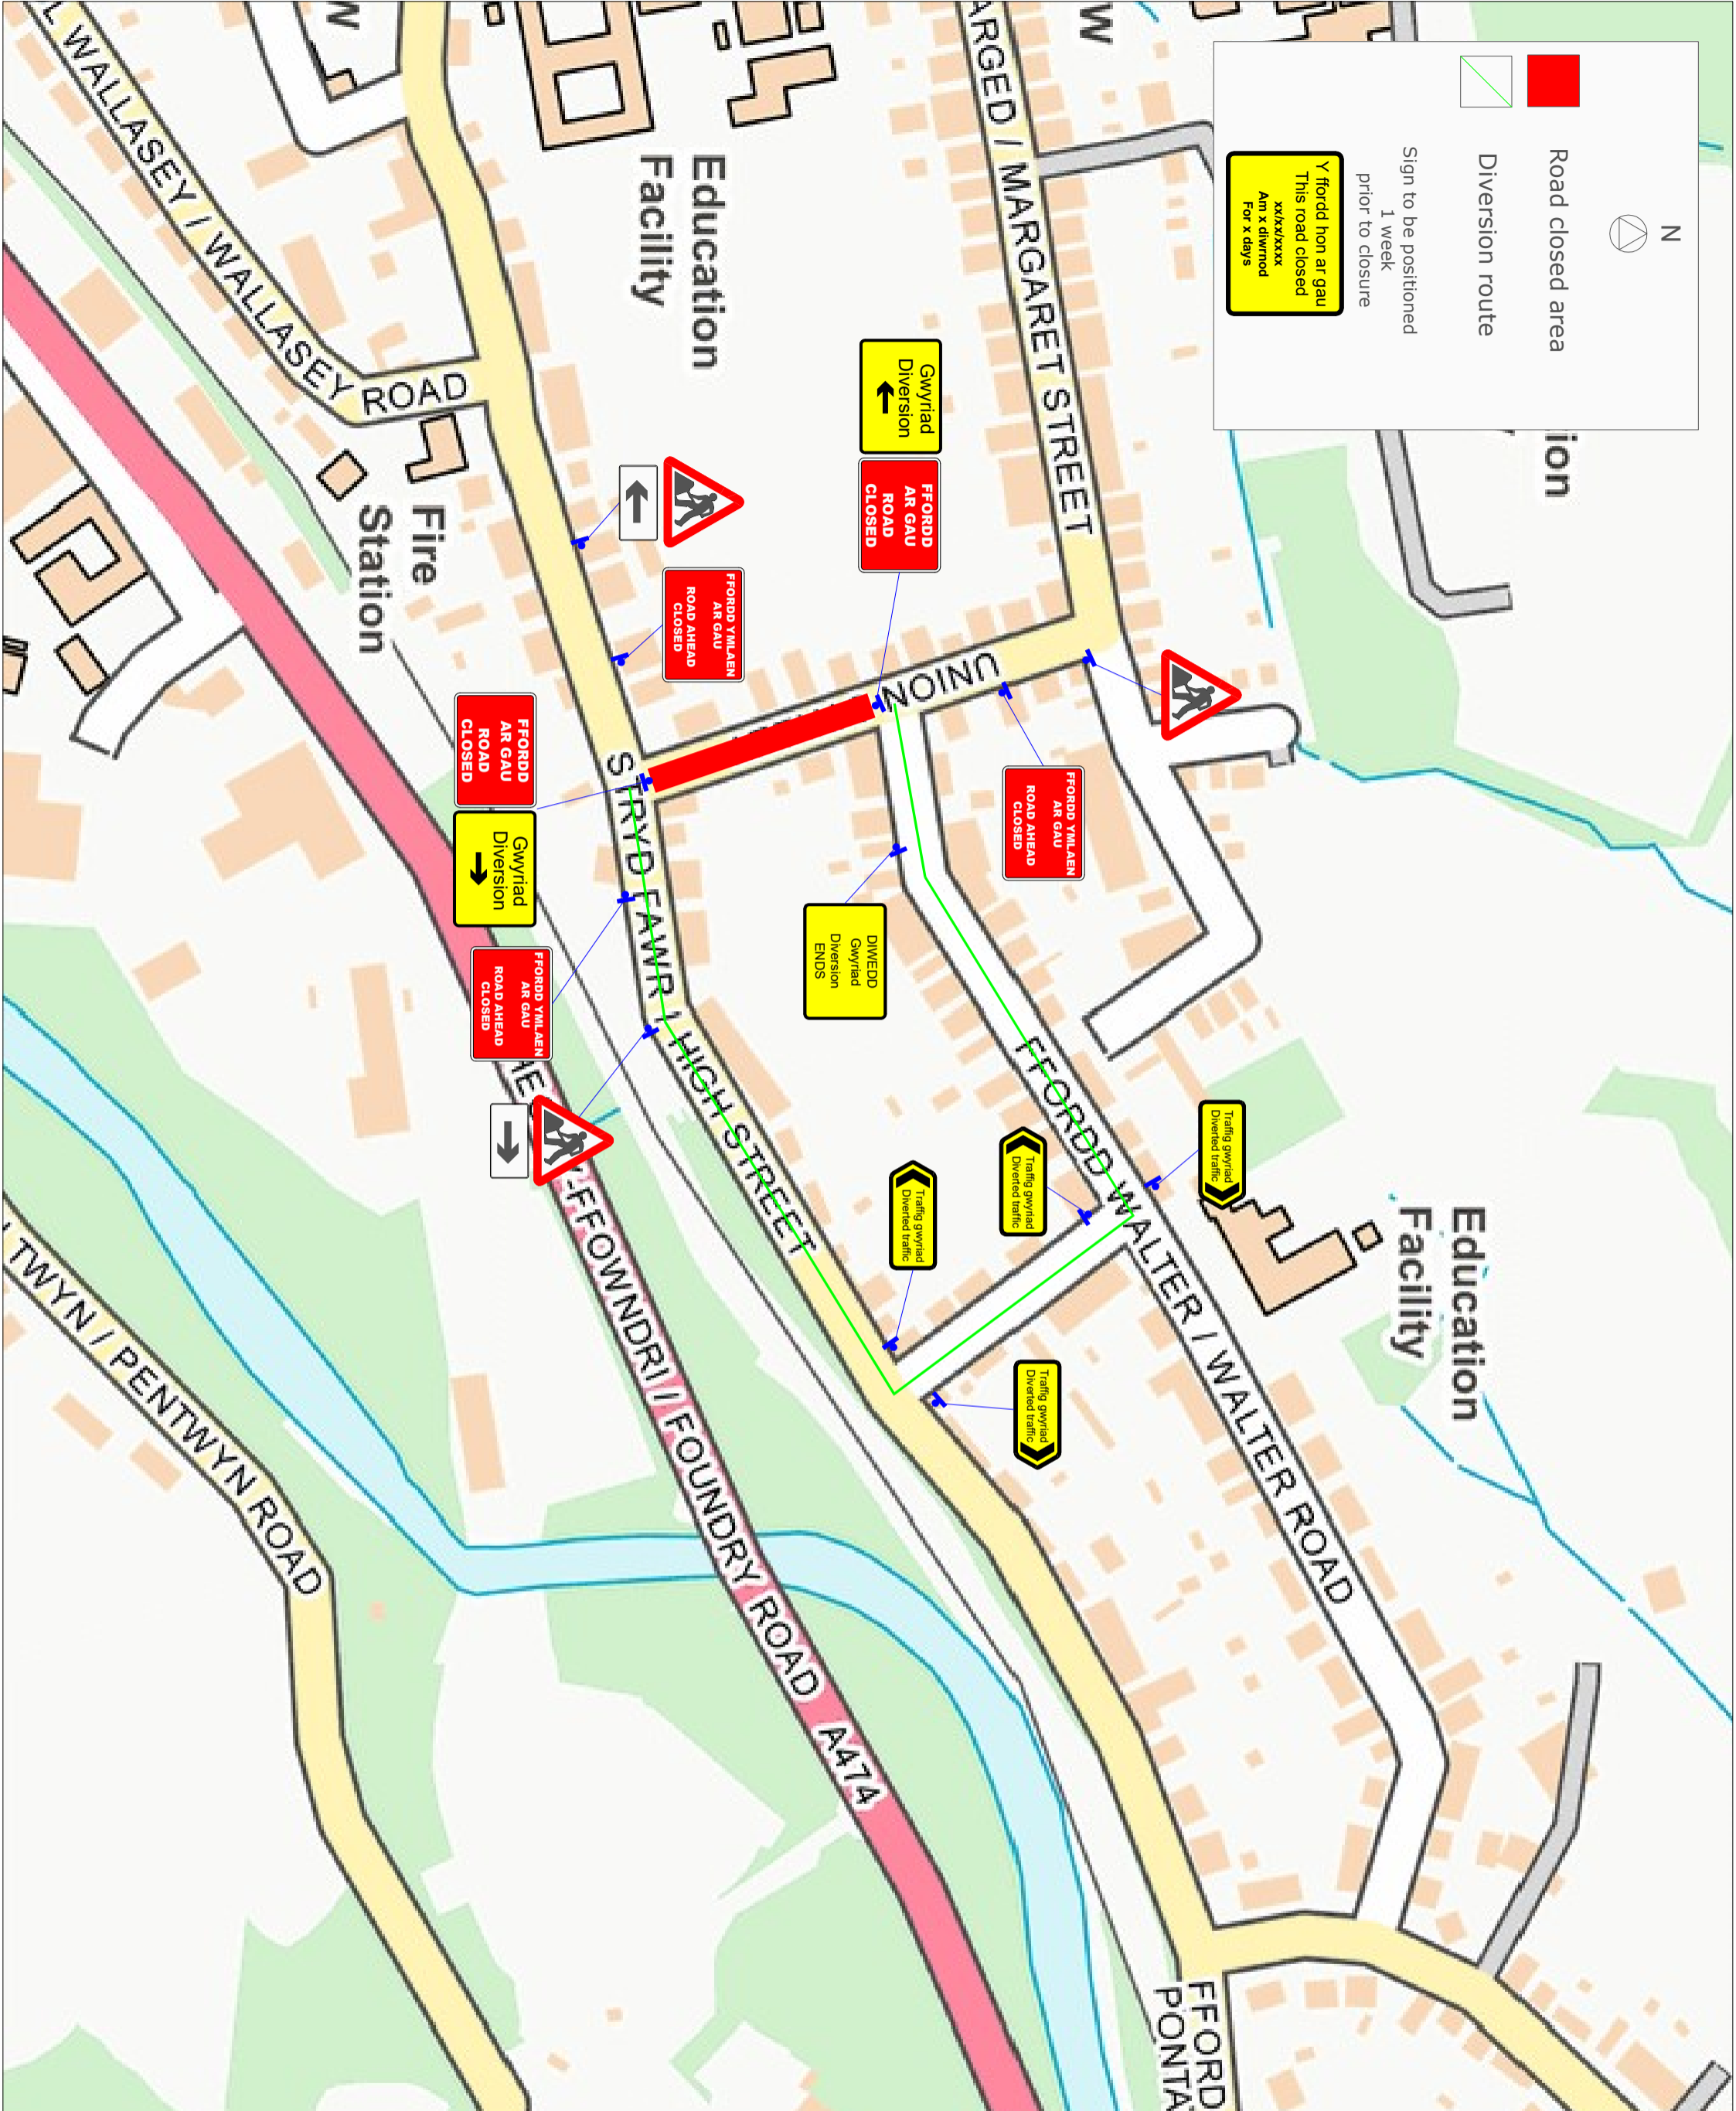 N
Road closed area
Diversion route
Sign to be positioned
1 week
prior to closure
Y ffordd hon ar gau
This road closed
xx/xx/xxxx
Am x diwrnod
For x days
W
W
Education
Facility
ARGED / MARGARET STREET
L WALLASEY / WALLASEY ROAD
Fire
Station
Gwyriad
Diversion
FFORDD
AR GAU
ROAD
CLOSED
FFORDD YMLAEN
AR GAU
ROAD AHEAD
CLOSED
UNION
FFORDD YMLAEN
AR GAU
ROAD AHEAD
CLOSED
FFORDD
AR GAU
ROAD
CLOSED
Gwyriad
Diversion
FFORDD YMLAEN
AR GAU
ROAD AHEAD
CLOSED
DIWEDD
Gwyriad
Diversion
ENDS
STRYD FAWR / HIGH STREET
FFORDD WALTER / WALTER ROAD
Traffig gwyriad
Diverted traffic
Traffig gwyriad
Diverted traffic
Traffig gwyriad
Diverted traffic
Traffig gwyriad
Diverted traffic
Education
Facility
-FFOWNDRI / FOUNDRY ROAD A474
TWYN / PENTWYN ROAD
FFORD
PONTA